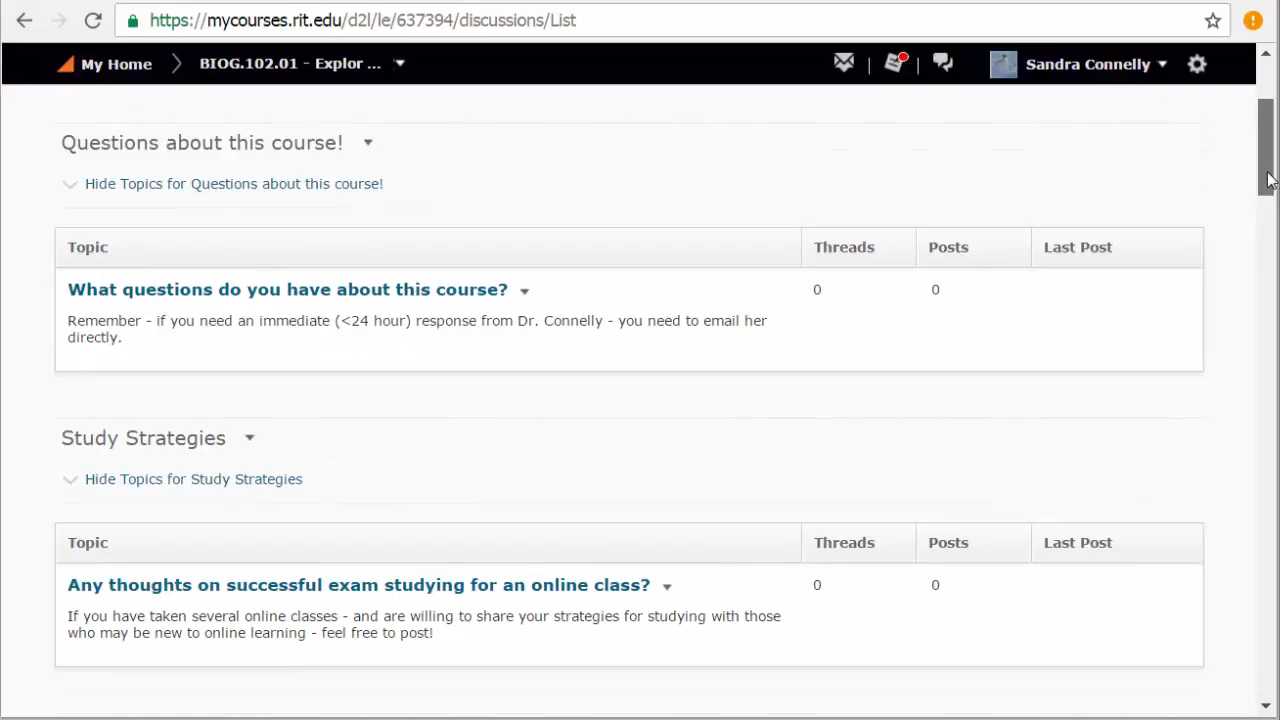 https://mycourses.rit.edu/d2l/le/637394/discussions/List
My Home BIOG.102.01 - Explor ... Sandra Connelly
Questions about this course!
Hide Topics for Questions about this course!
Topic Threads Posts Last Post
What questions do you have about this course? 0 0
Remember - if you need an immediate (<24 hour) response from Dr. Connelly - you need to email her
directly.
Study Strategies
Hide Topics for Study Strategies
Topic Threads Posts Last Post
Any thoughts on successful exam studying for an online class? 0 0
If you have taken several online classes - and are willing to share your strategies for studying with those
who may be new to online learning - feel free to post!